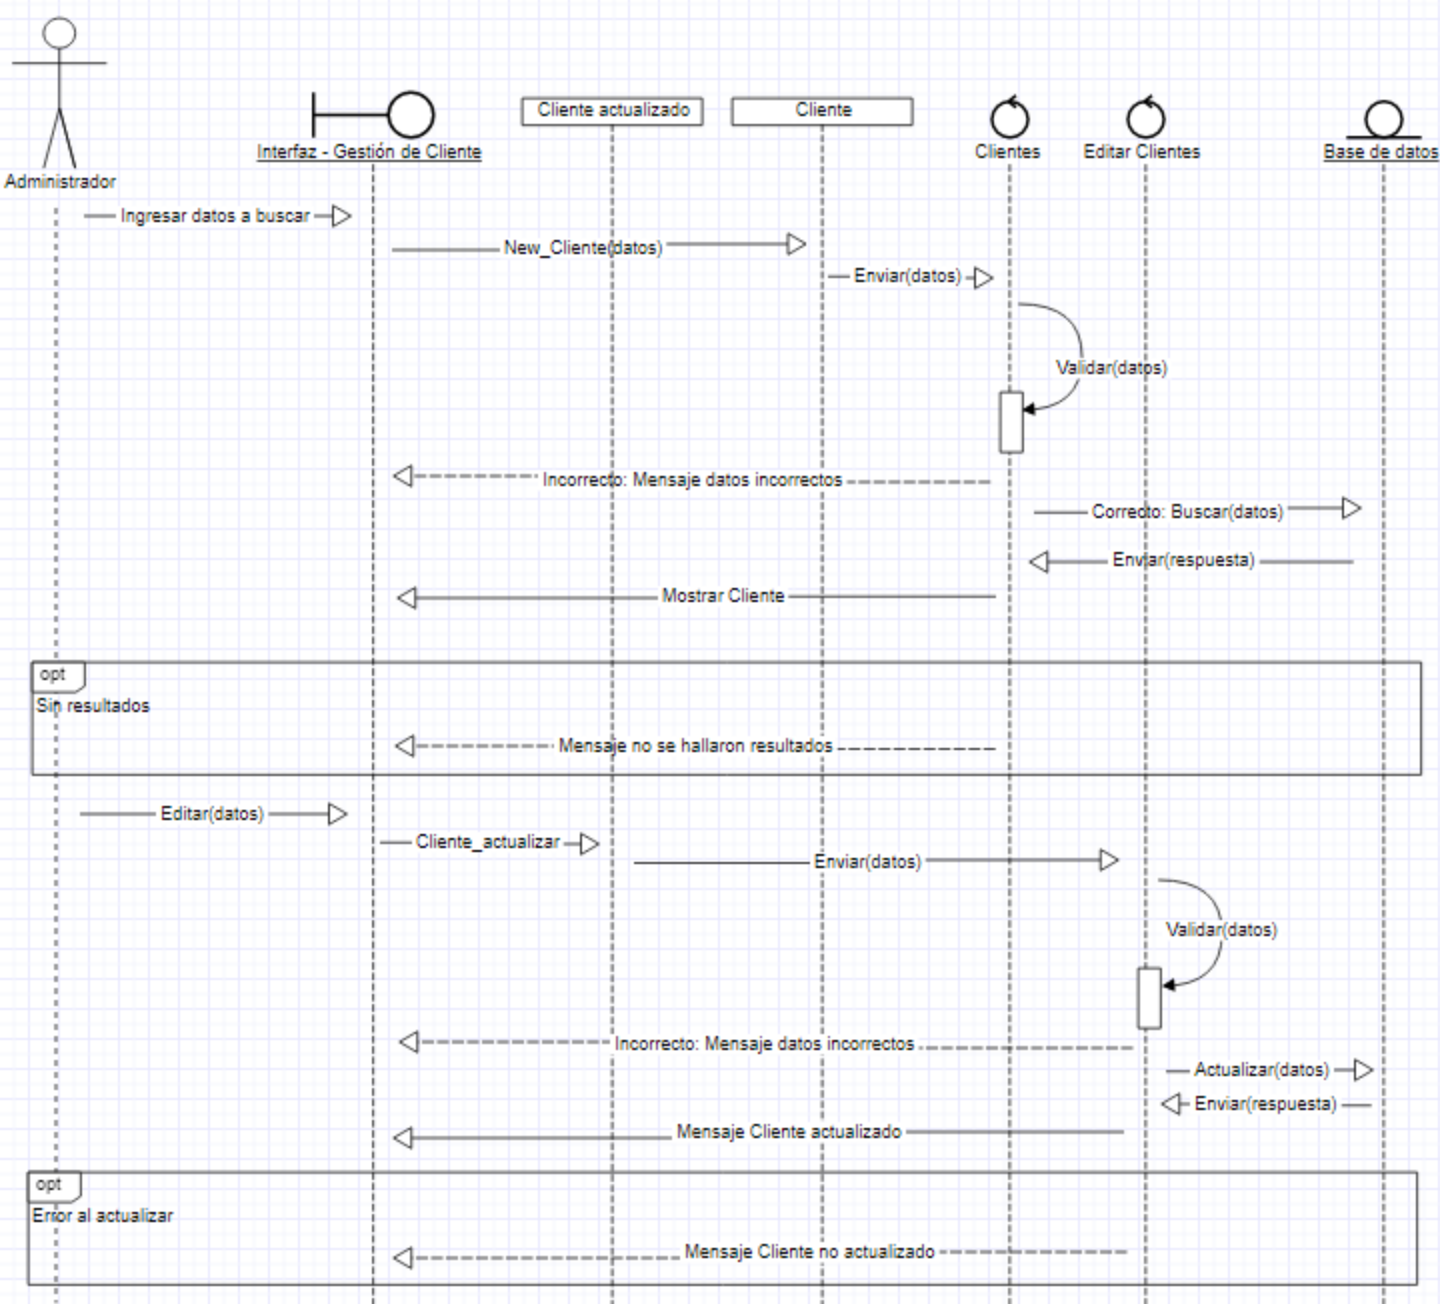 Administrador
Interfaz - Gestión de Cliente
Cliente actualizado
Cliente
Clientes
Editar Clientes
Base de datos
Ingresar datos a buscar
New_Cliente(datos)
Enviar(datos)
Validar(datos)
Incorrecto: Mensaje datos incorrectos
Correcto: Buscar(datos)
Enviar(respuesta)
Mostrar Cliente
opt
Sin resultados
Mensaje no se hallaron resultados
Editar(datos)
Cliente_actualizar
Enviar(datos)
Validar(datos)
Incorrecto: Mensaje datos incorrectos
Actualizar(datos)
Enviar(respuesta)
Mensaje Cliente actualizado
opt
Error al actualizar
Mensaje Cliente no actualizado